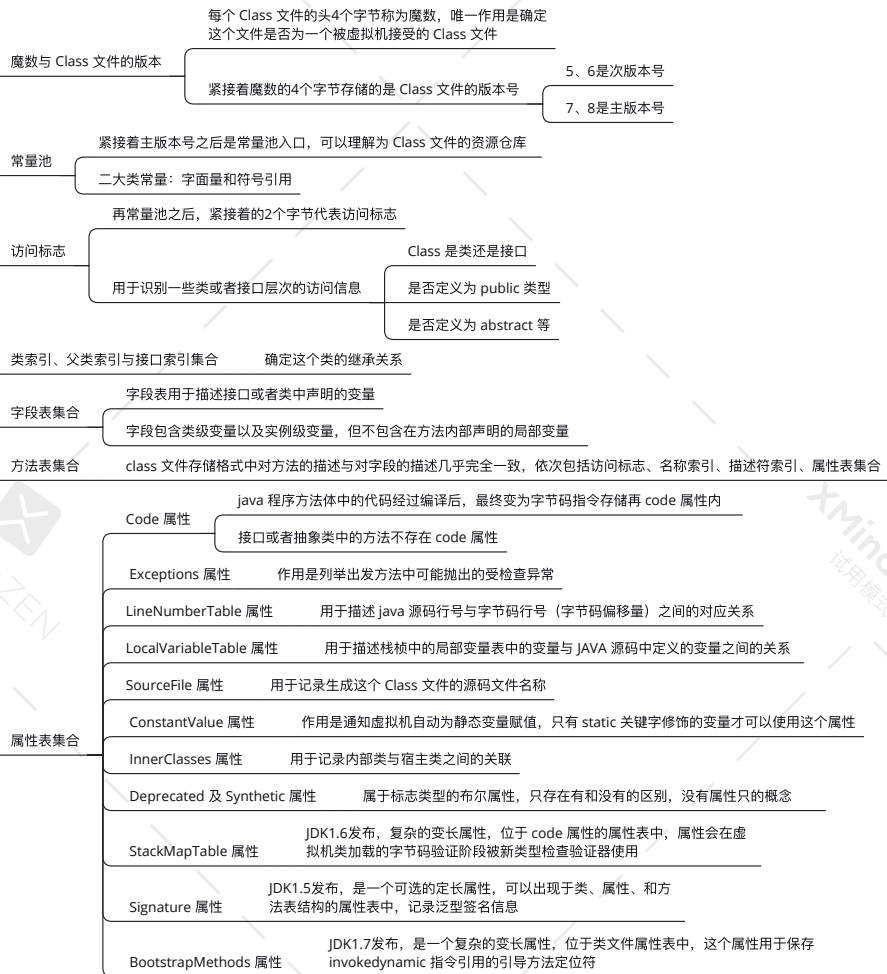 每个 Class 文件的头4个字节称为魔数，唯一作用是确定
这个文件是否为一个被虚拟机接受的 Class 文件
魔数与 Class 文件的版本
5、6是次版本号
紧接着魔数的4个字节存储的是 Class 文件的版本号
7、8是主版本号
紧接着主版本号之后是常量池入口，可以理解为 Class 文件的资源仓库
常量池
二大类常量：字面量和符号引用
再常量池之后，紧接着的2个字节代表访问标志
访问标志
Class 是类还是接口
用于识别一些类或者接口层次的访问信息
是否定义为 public 类型
是否定义为 abstract 等
类索引、父类索引与接口索引集合
确定这个类的继承关系
字段表用于描述接口或者类中声明的变量
字段表集合
字段包含类级变量以及实例级变量，但不包含在方法内部声明的局部变量
方法表集合
class 文件存储格式中对方法的描述与对字段的描述几乎完全一致，依次包括访问标志、名称索引、描述符索引、属性表集合
java 程序方法体中的代码经过编译后，最终变为字节码指令存储再 code 属性内
Code 属性
接口或者抽象类中的方法不存在 code 属性
Exceptions 属性
作用是列举出发方法中可能抛出的受检查异常
LineNumberTable 属性
用于描述 java 源码行号与字节码行号（字节码偏移量）之间的对应关系
LocalVariableTable 属性
用于描述栈桢中的局部变量表中的变量与 JAVA 源码中定义的变量之间的关系
SourceFile 属性
用于记录生成这个 Class 文件的源码文件名称
ConstantValue 属性
作用是通知虚拟机自动为静态变量赋值，只有 static 关键字修饰的变量才可以使用这个属性
属性表集合
InnerClasses 属性
用于记录内部类与宿主类之间的关联
Deprecated 及 Synthetic 属性
属于标志类型的布尔属性，只存在有和没有的区别，没有属性只的概念
StackMapTable 属性
JDK1.6发布，复杂的变长属性，位于 code 属性的属性表中，属性会在虚
拟机类加载的字节码验证阶段被新类型检查验证器使用
Signature 属性
JDK1.5发布，是一个可选的定长属性，可以出现于类、属性、和方
法表结构的属性表中，记录泛型签名信息
BootstrapMethods 属性
JDK1.7发布，是一个复杂的变长属性，位于类文件属性表中，这个属性用于保存
invokedynamic 指令引用的引导方法定位符
XMind
试用模式
ZEN